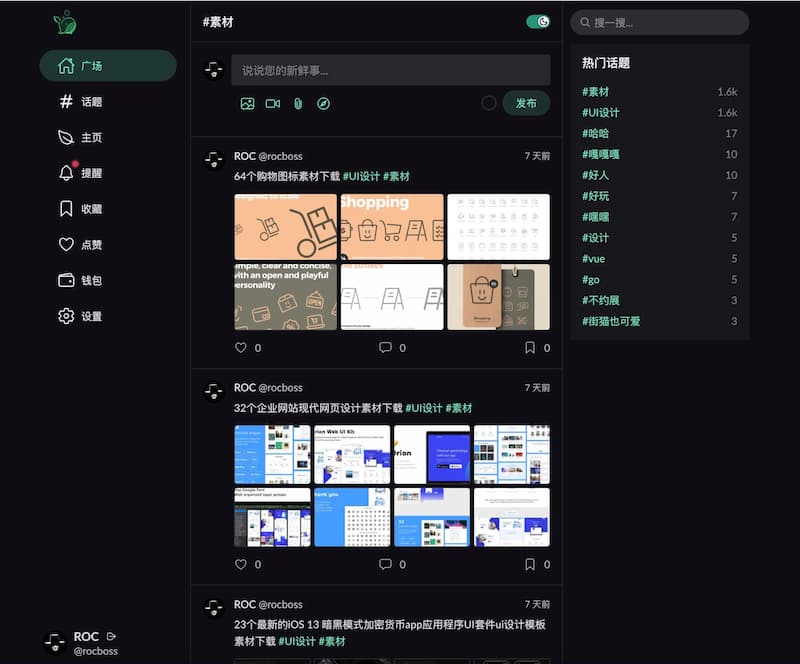 广场
话题
主页
提醒
收藏
点赞
钱包
设置
ROC
@rocboss
#素材
说说您的新鲜事...
发布
ROC @rocboss
7 天前
64个购物图标素材下载 #UI设计 #素材
Shopping
simple, clear and concise,
with an open and playful
personality
OPEN
Shopping
0
0
0
ROC @rocboss
7 天前
32个企业网站现代网页设计素材下载 #UI设计 #素材
rion Web UI Kit
Orion
hank you
0
0
0
ROC @rocboss
7 天前
23个最新的iOS 13 暗黑模式加密货币app应用程序UI套件ui设计模板
素材下载 #UI设计 #素材
搜一搜...
热门话题
#素材 1.6k
#UI设计 1.6k
#哈哈 17
#嘎嘎嘎 10
#好人 10
#好玩 7
#嘿嘿 7
#设计 5
#vue 5
#go 5
#不约展 3
#街猫也可爱 3